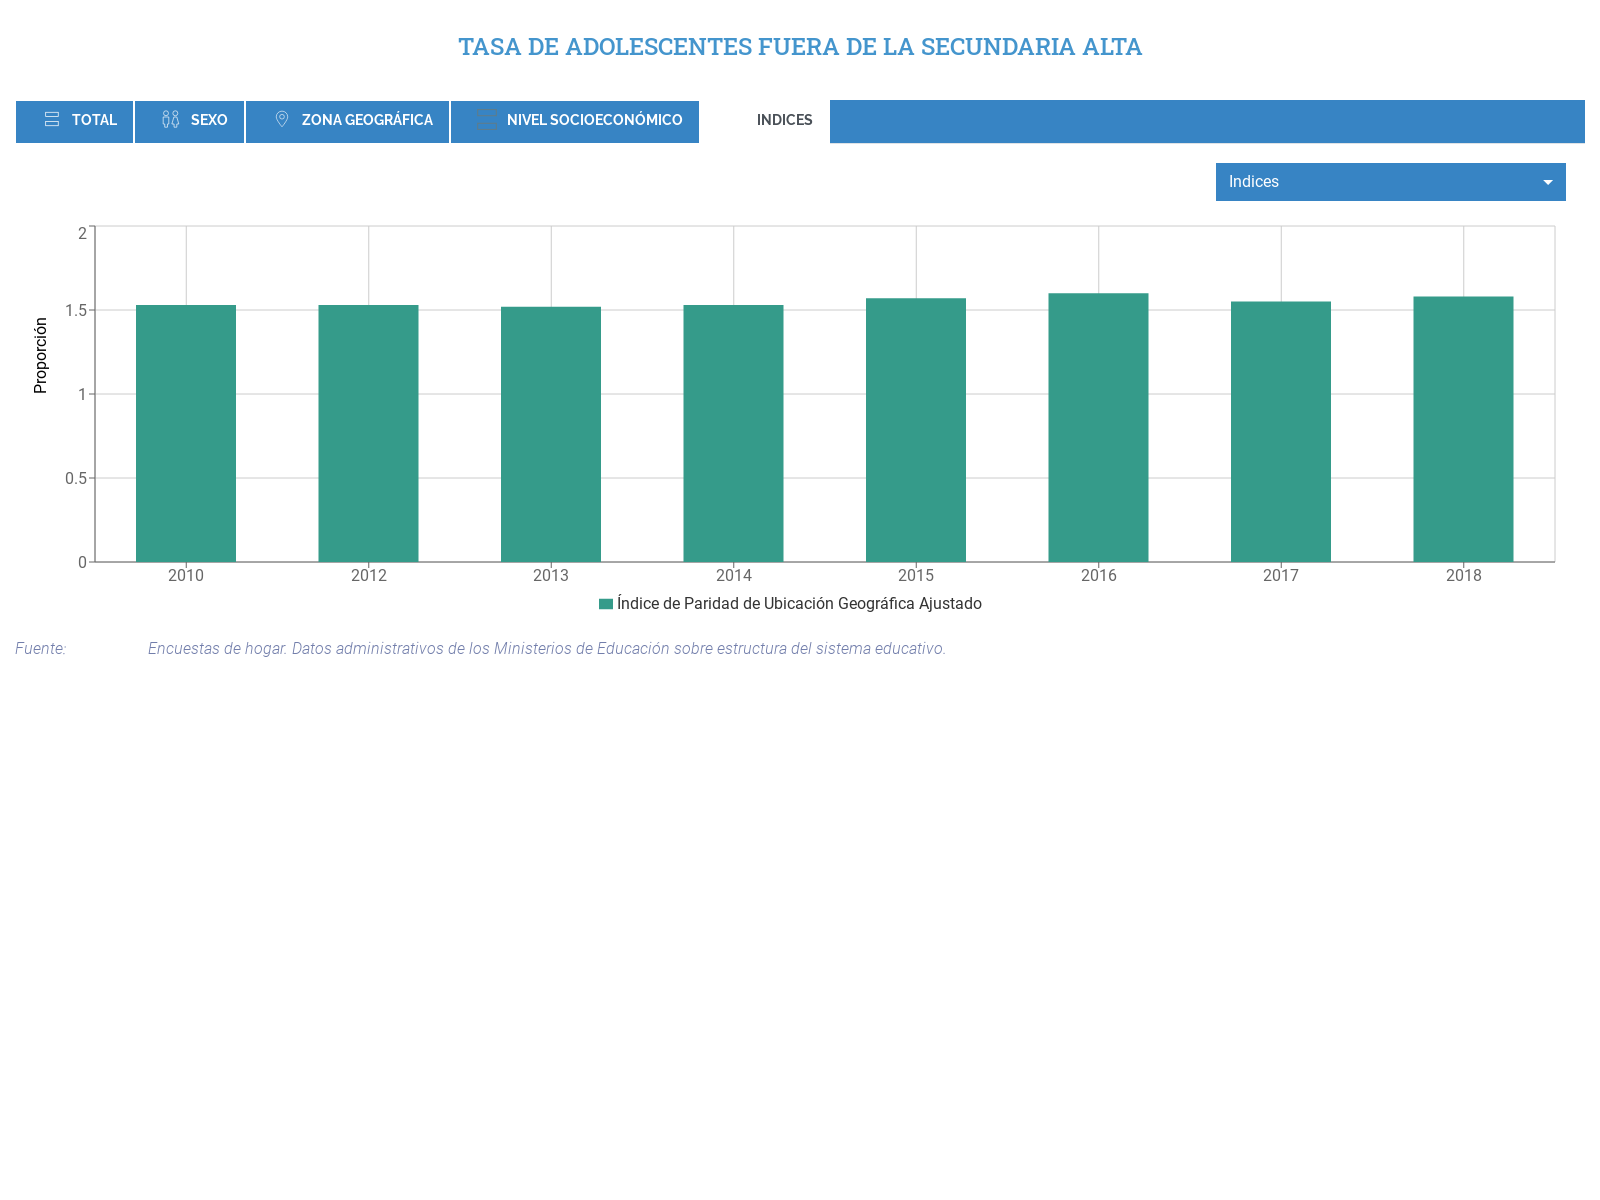 TASA DE ADOLESCENTES FUERA DE LA SECUNDARIA ALTA
TOTAL SEXO ZONA GEOGRÁFICA NIVEL SOCIOECONÓMICO INDICES
Indices
2
1.5
1
0.5
0
Proporción
2010 2012 2013 2014 2015 2016 2017 2018
Índice de Paridad de Ubicación Geográfica Ajustado
Fuente: Encuestas de hogar. Datos administrativos de los Ministerios de Educación sobre estructura del sistema educativo.